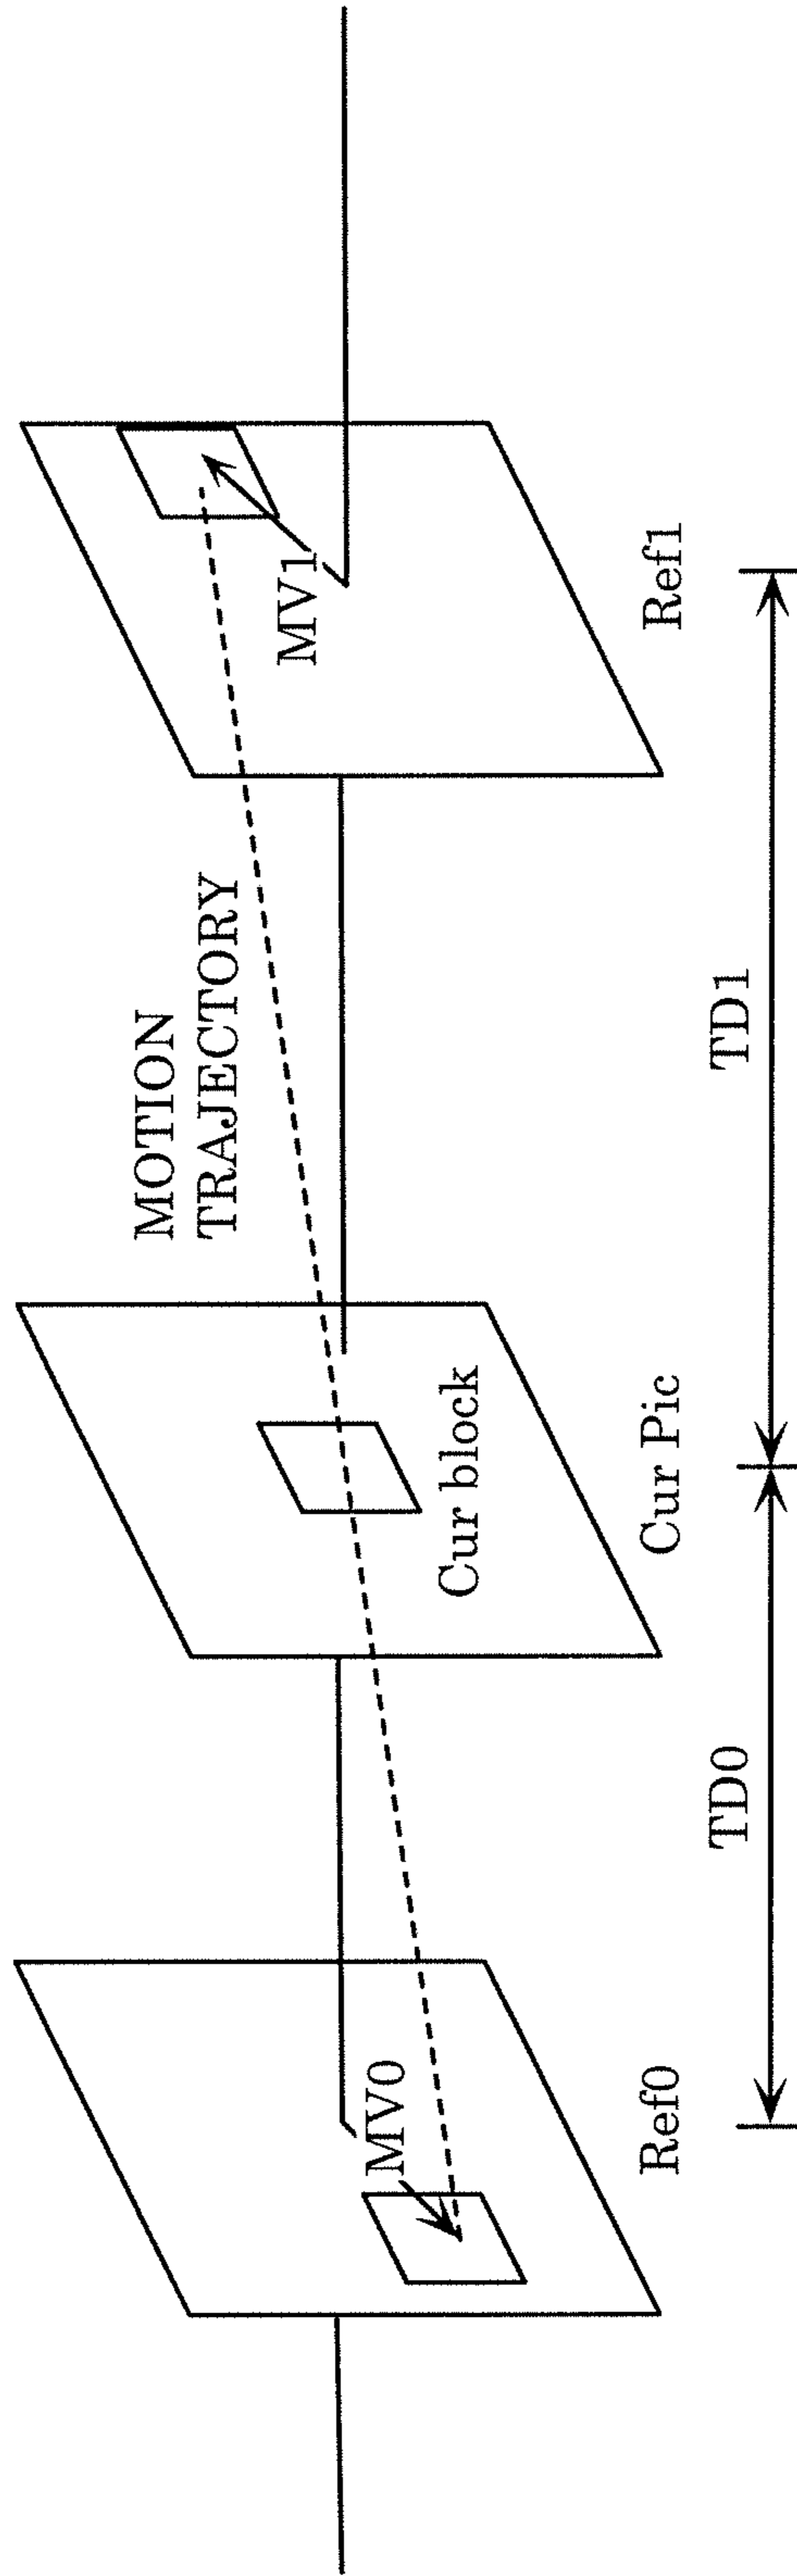 MOTION
TRAJECTORY
MV0
MV1
Cur block
Ref0
Cur Pic
Ref1
TD0
TD1